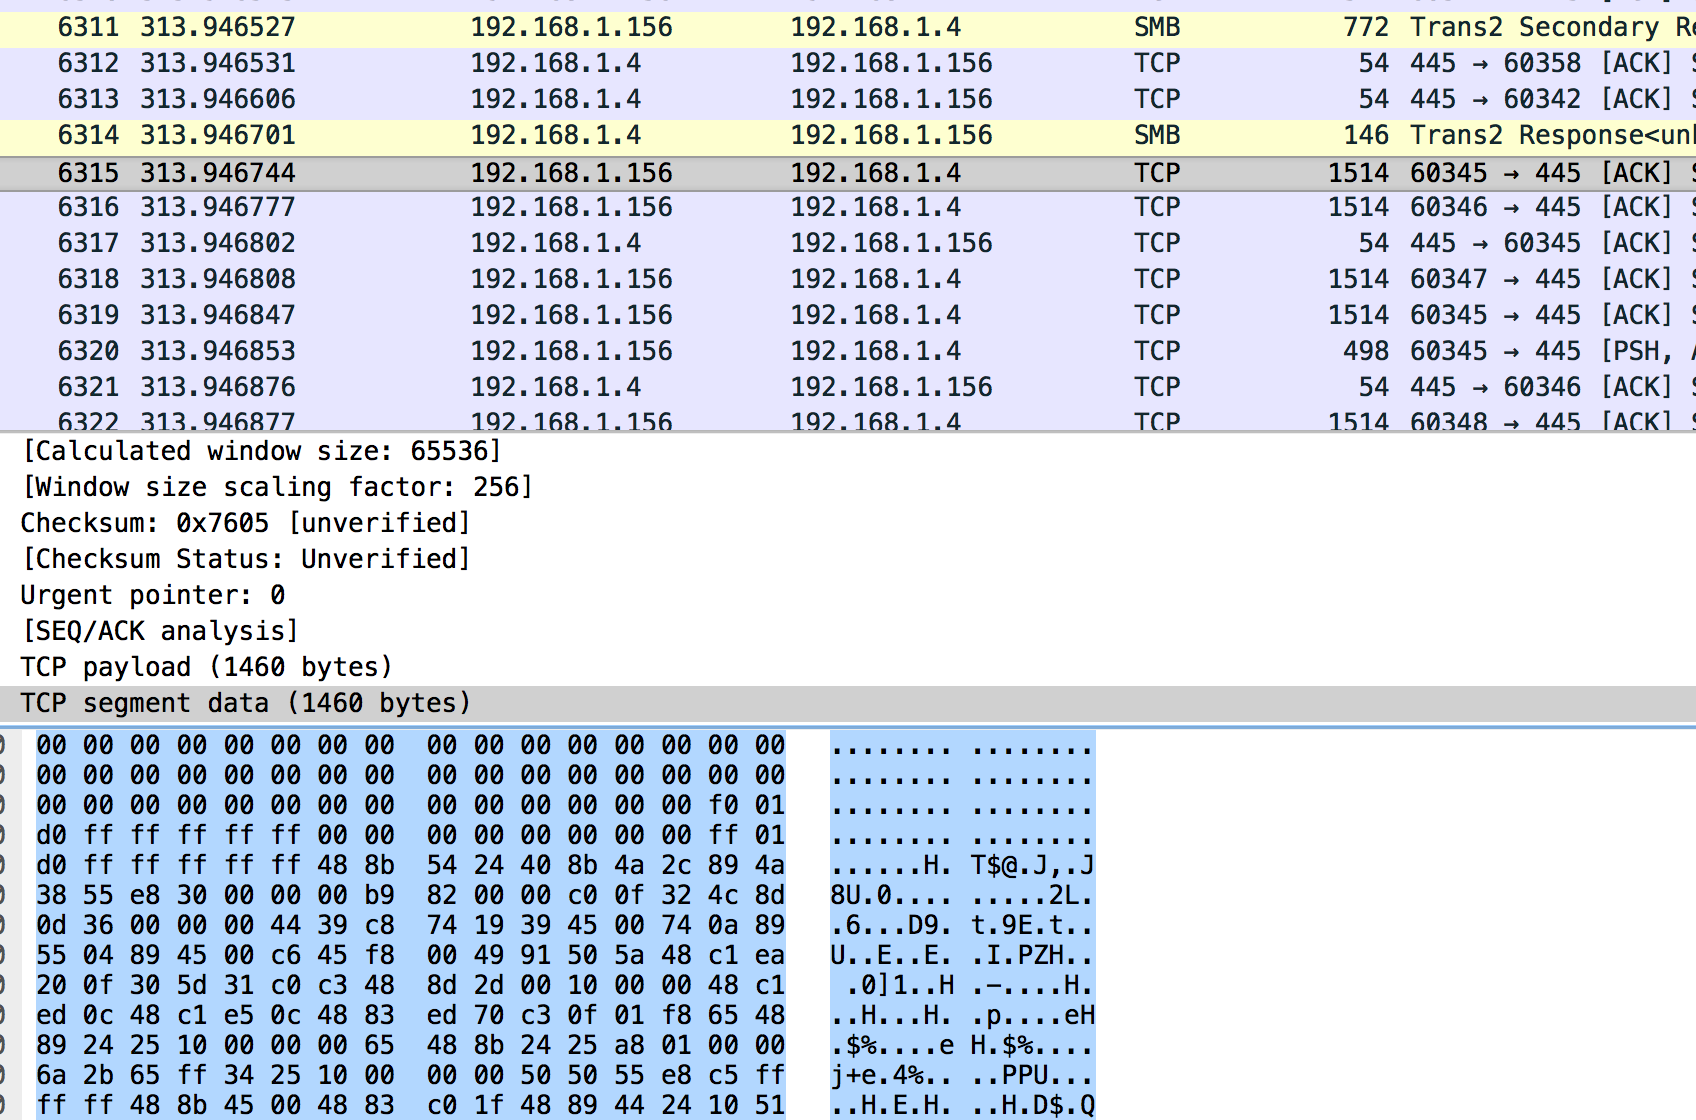 6311 313.946527 192.168.1.156 192.168.1.4 SMB 772 Trans2 Secondary Re
6312 313.946531 192.168.1.4 192.168.1.156 TCP 54 445 → 60358 [ACK] S
6313 313.946606 192.168.1.4 192.168.1.156 TCP 54 445 → 60342 [ACK] S
6314 313.946701 192.168.1.4 192.168.1.156 SMB 146 Trans2 Response<unk
6315 313.946744 192.168.1.156 192.168.1.4 TCP 1514 60345 → 445 [ACK] S
6316 313.946777 192.168.1.156 192.168.1.4 TCP 1514 60346 → 445 [ACK] S
6317 313.946802 192.168.1.4 192.168.1.156 TCP 54 445 → 60345 [ACK] S
6318 313.946808 192.168.1.156 192.168.1.4 TCP 1514 60347 → 445 [ACK] S
6319 313.946847 192.168.1.156 192.168.1.4 TCP 1514 60345 → 445 [ACK] S
6320 313.946853 192.168.1.156 192.168.1.4 TCP 498 60345 → 445 [PSH, A
6321 313.946876 192.168.1.4 192.168.1.156 TCP 54 445 → 60346 [ACK] S
6322 313.946877 192.168.1.156 192.168.1.4 TCP 1514 60348 → 445 [ACK] S
[Calculated window size: 65536]
[Window size scaling factor: 256]
Checksum: 0x7605 [unverified]
[Checksum Status: Unverified]
Urgent pointer: 0
[SEQ/ACK analysis]
TCP payload (1460 bytes)
TCP segment data (1460 bytes)
00 00 00 00 00 00 00 00 00 00 00 00 00 00 00 00 ........ ........
00 00 00 00 00 00 00 00 00 00 00 00 00 00 00 00 ........ ........
00 00 00 00 00 00 00 00 00 00 00 00 00 00 f0 01 ........ ........
d0 ff ff ff ff ff 00 00 00 00 00 00 00 00 ff 01 ........ ........
d0 ff ff ff ff ff 48 8b 54 24 40 8b 4a 2c 89 4a ......H. T$@.J,.J
38 55 e8 30 00 00 00 b9 82 00 00 c0 0f 32 4c 8d 8U.0.... .....2L.
0d 36 00 00 00 44 39 c8 74 19 39 45 00 74 0a 89 .6...D9. t.9E.t..
55 04 89 45 00 c6 45 f8 00 49 91 50 5a 48 c1 ea U..E..E. .I.PZH..
20 0f 30 5d 31 c0 c3 48 8d 2d 00 10 00 00 48 c1 .0]1..H .-....H.
ed 0c 48 c1 e5 0c 48 83 ed 70 c3 0f 01 f8 65 48 ..H...H. .p....eH
89 24 25 10 00 00 00 65 48 8b 24 25 a8 01 00 00 .$%....e H.$%....
6a 2b 65 ff 34 25 10 00 00 00 50 50 55 e8 c5 ff j+e.4%.. ..PPU...
ff ff 48 8b 45 00 48 83 c0 1f 48 89 44 24 10 51 ..H.E.H. ..H.D$.Q